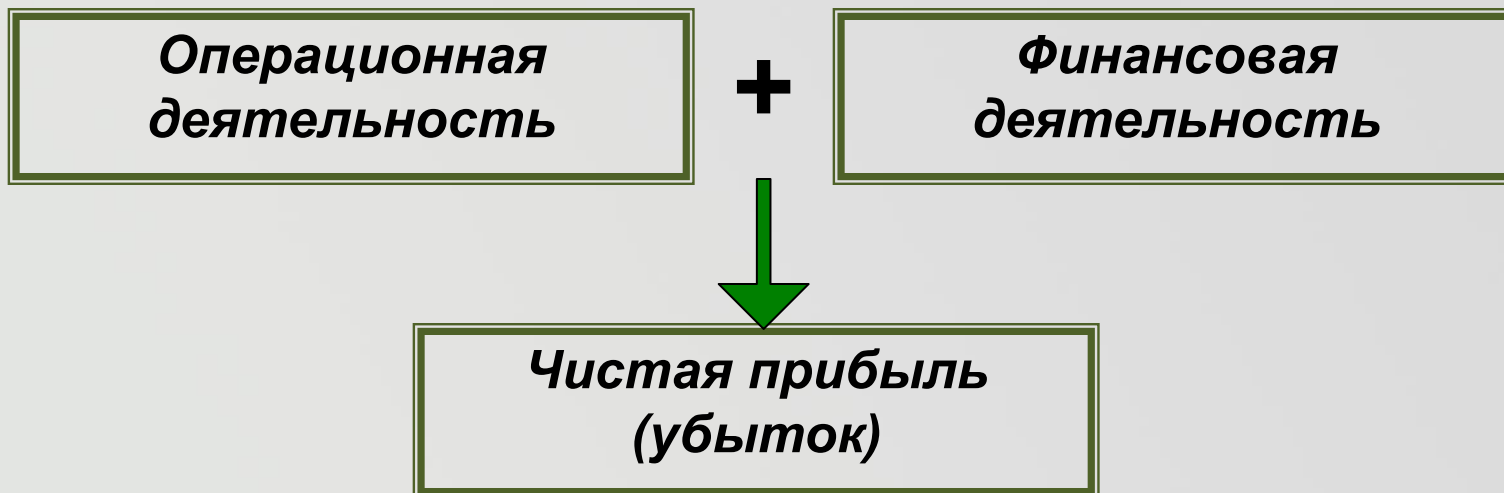 Операционная
деятельность
+
Финансовая
деятельность
Чистая прибыль
(убыток)